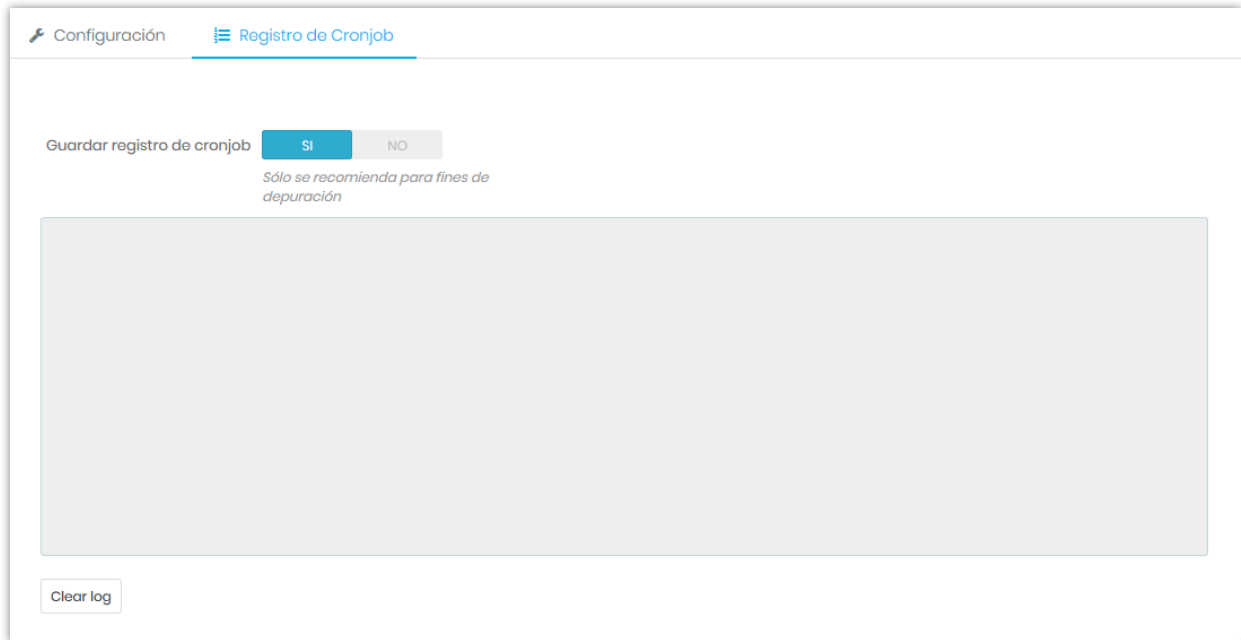 Configuración Registro de Cronjob
Guardar registro de cronjob SI NO
Sólo se recomienda para fines de
depuración
Clear log